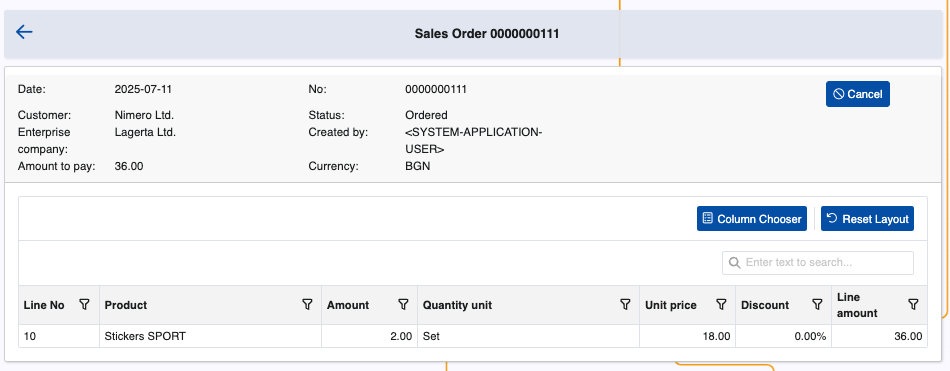 Sales Order 0000000111
Date: 2025-07-11 No: 0000000111 Cancel
Customer: Nimero Ltd. Status: Ordered
Enterprise company: Lagerta Ltd. Created by: <SYSTEM-APPLICATION-USER>
Amount to pay: 36.00 Currency: BGN
Column Chooser Reset Layout
Enter text to search...
Line No Product Amount Quantity unit Unit price Discount Line amount
10 Stickers SPORT 2.00 Set 18.00 0.00% 36.00